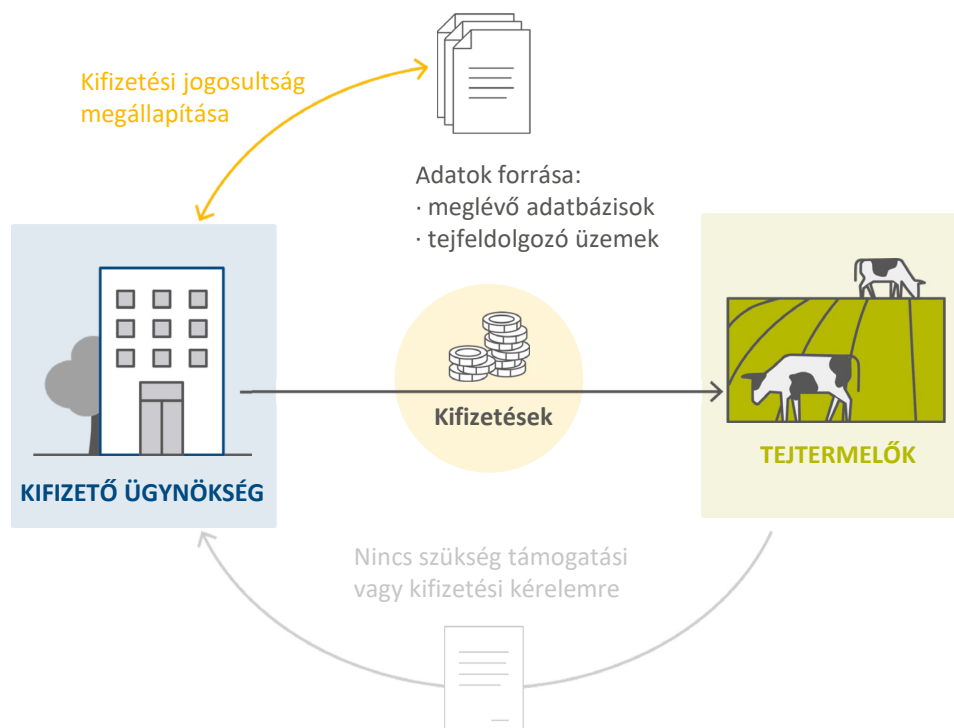 Kifizetési jogosultság
megállapítása
Adatok forrása:
· meglévő adatbázisok
· tejfeldolgozó üzemek
Kifizetések
KIFIZETŐ ÜGYNÖKSÉG
TEJTERMELŐK
Nincs szükség támogatási
vagy kifizetési kérelemre